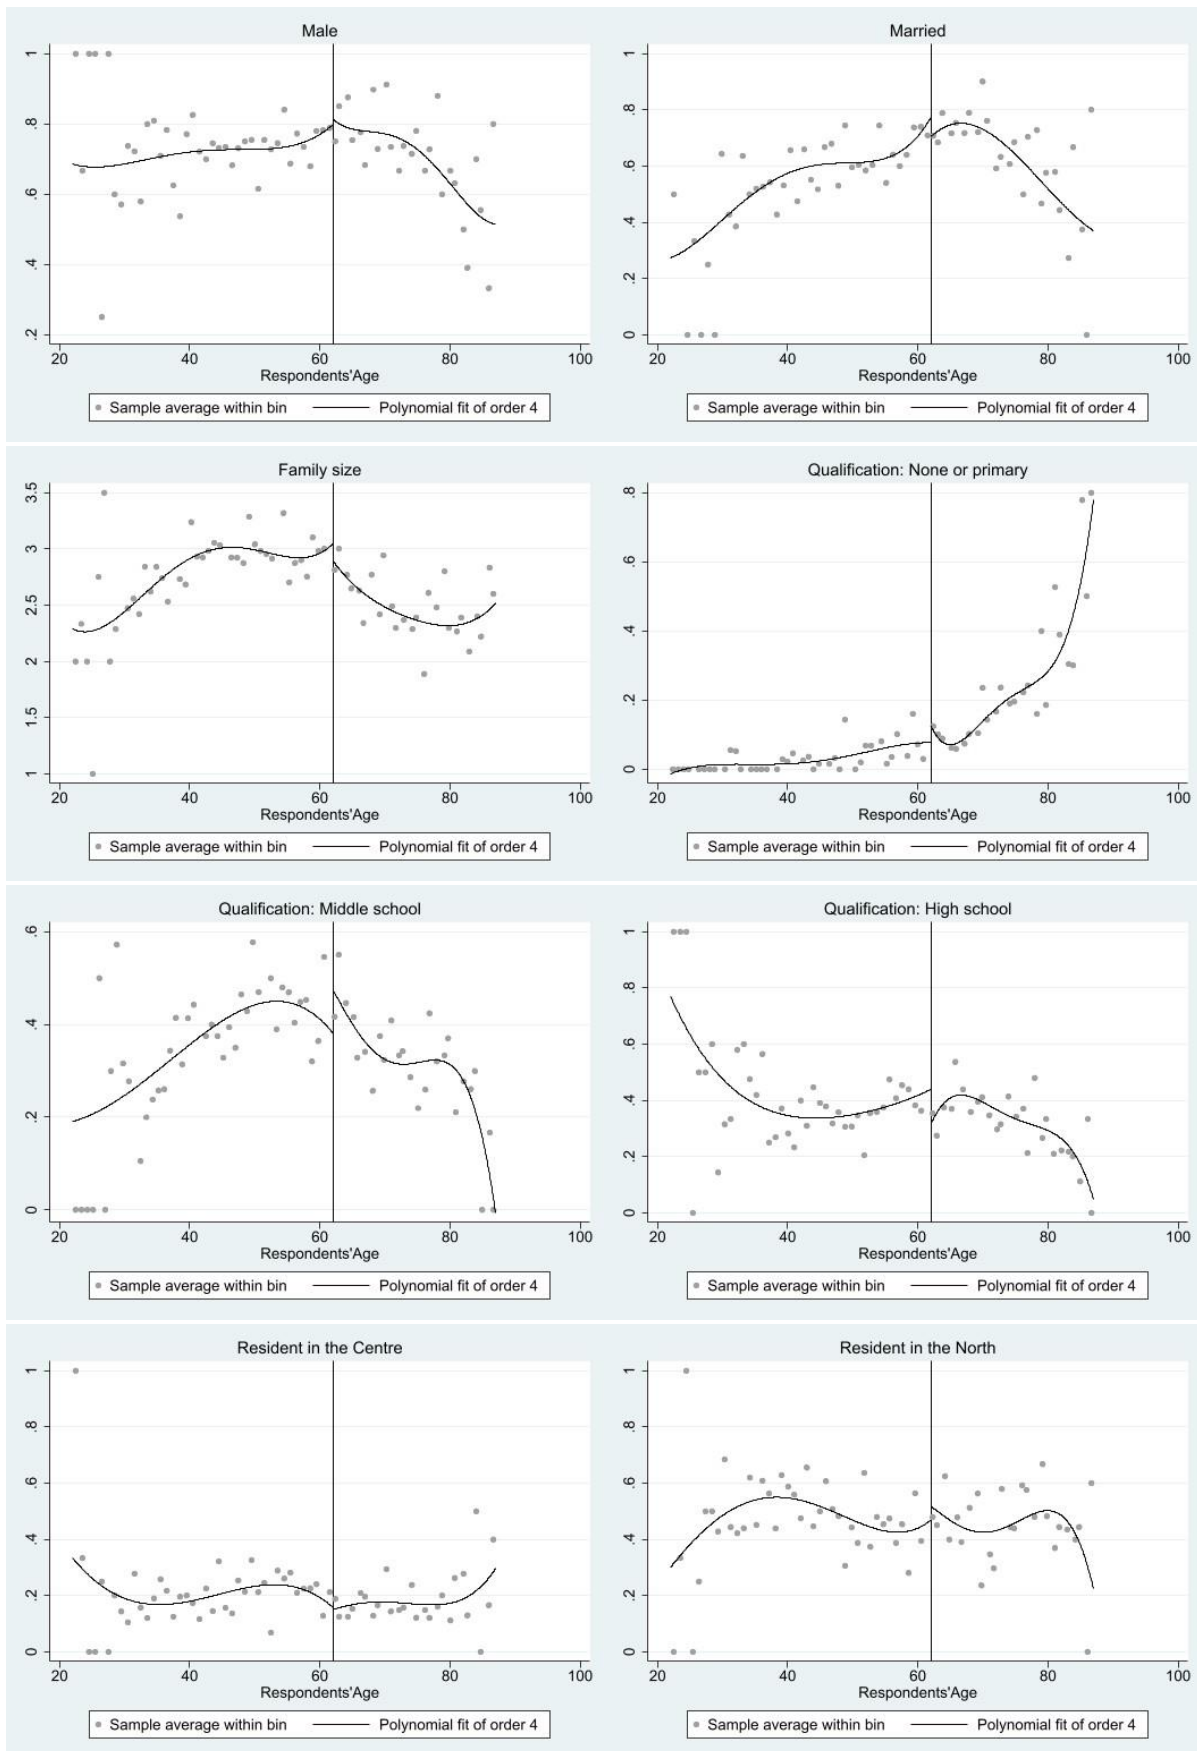 Male
1
.8
.6
.4
.2
20 40 60 80 100
Respondents'Age
Sample average within bin Polynomial fit of order 4
Married
1
.8
.6
.4
.2
0
20 40 60 80 100
Respondents'Age
Sample average within bin Polynomial fit of order 4
Family size
3.5
3
2.5
2
1.5
1
20 40 60 80 100
Respondents'Age
Sample average within bin Polynomial fit of order 4
Qualification: None or primary
.8
.6
.4
.2
0
20 40 60 80 100
Respondents'Age
Sample average within bin Polynomial fit of order 4
Qualification: Middle school
.6
.4
.2
0
20 40 60 80 100
Respondents'Age
Sample average within bin Polynomial fit of order 4
Qualification: High school
1
.8
.6
.4
.2
0
20 40 60 80 100
Respondents'Age
Sample average within bin Polynomial fit of order 4
Resident in the Centre
1
.8
.6
.4
.2
0
20 40 60 80 100
Respondents'Age
Sample average within bin Polynomial fit of order 4
Resident in the North
1
.8
.6
.4
.2
0
20 40 60 80 100
Respondents'Age
Sample average within bin Polynomial fit of order 4